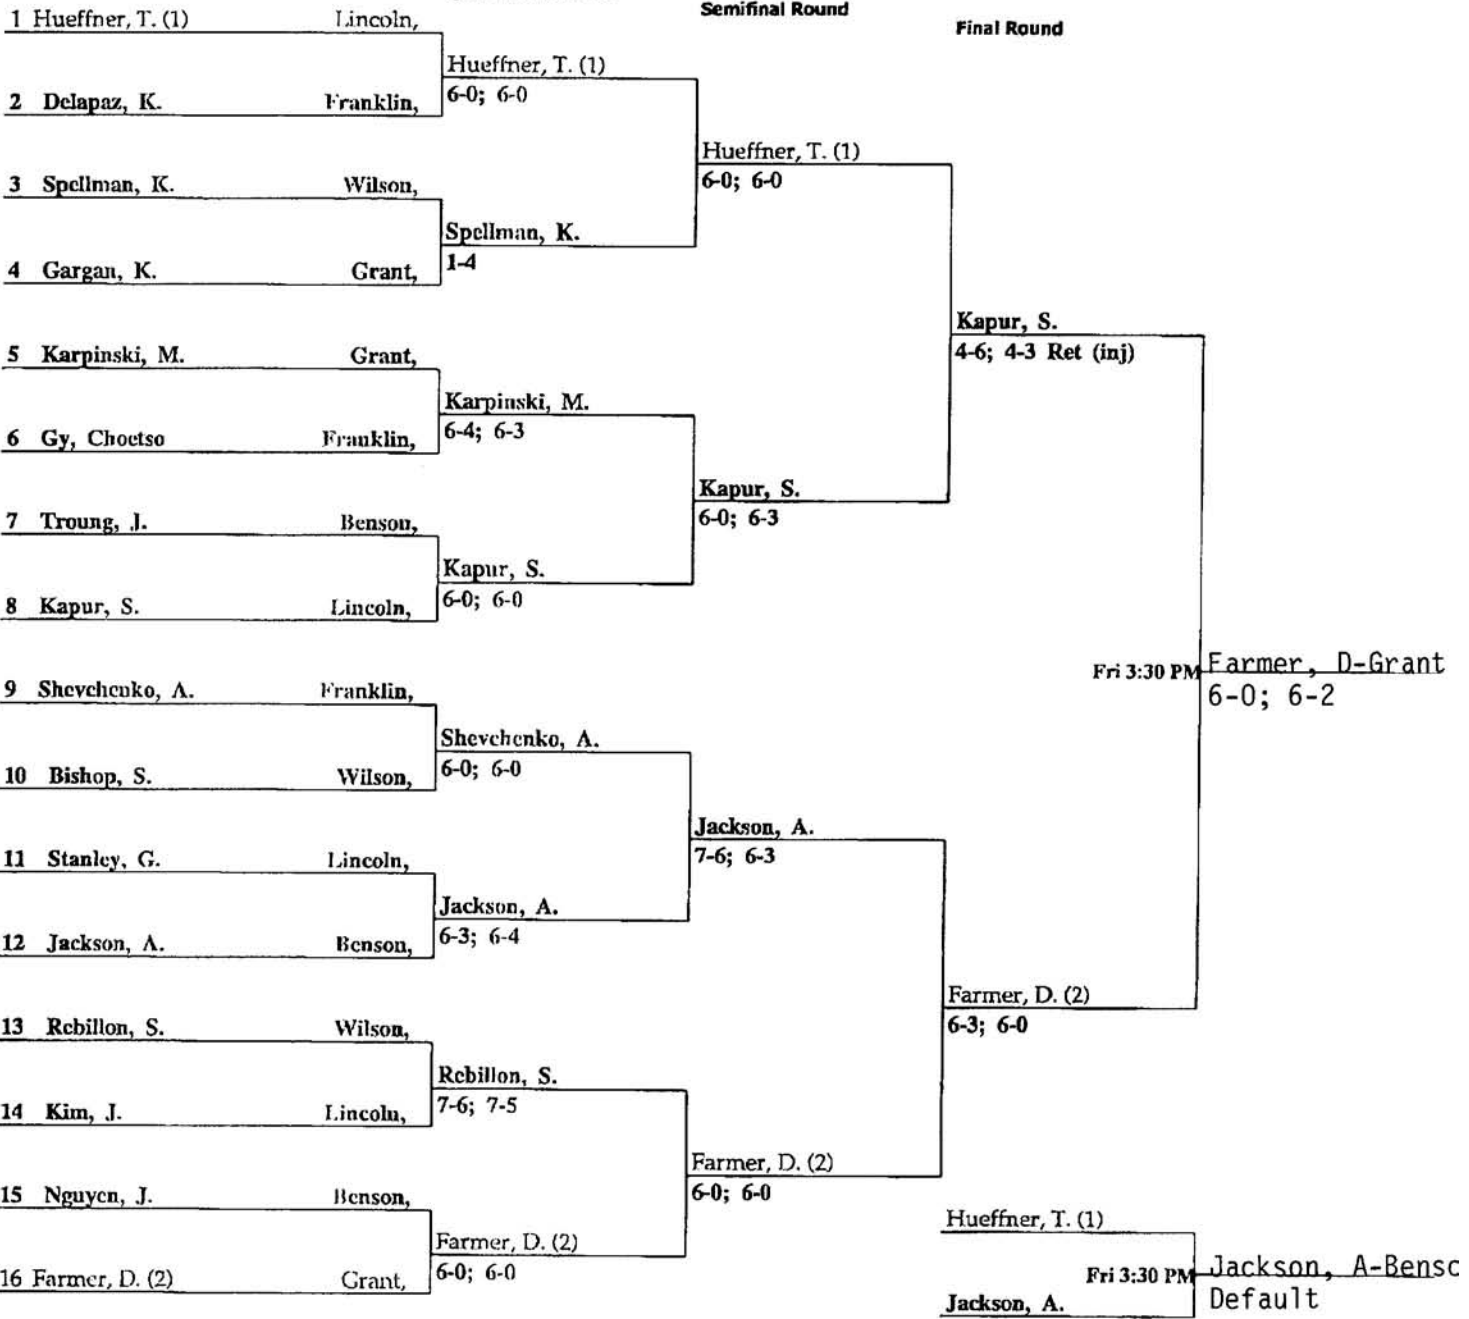 Semifinal Round
Final Round
1 Hueffner, T. (1) Lincoln,
Hueffner, T. (1)
6-0; 6-0
2 Delapaz, K. Franklin,
Hueffner, T. (1)
6-0; 6-0
3 Spellman, K. Wilson,
Spellman, K.
1-4
4 Gargan, K. Grant,
Kapur, S.
4-6; 4-3 Ret (inj)
5 Karpinski, M. Grant,
Karpinski, M.
6-4; 6-3
6 Gy, Choetso Franklin,
Kapur, S.
6-0; 6-3
7 Troung, J. Benson,
Kapur, S.
6-0; 6-0
8 Kapur, S. Lincoln,
Fri 3:30 PM Farmer, D-Grant
6-0; 6-2
9 Shevchenko, A. Franklin,
Shevchenko, A.
6-0; 6-0
10 Bishop, S. Wilson,
Jackson, A.
7-6; 6-3
11 Stanley, G. Lincoln,
Jackson, A.
6-3; 6-4
12 Jackson, A. Benson,
Farmer, D. (2)
6-3; 6-0
13 Rebillon, S. Wilson,
Rebillon, S.
7-6; 7-5
14 Kim, J. Lincoln,
Farmer, D. (2)
6-0; 6-0
15 Nguyen, J. Benson,
Farmer, D. (2)
6-0; 6-0
16 Farmer, D. (2) Grant,
Hueffner, T. (1)
Fri 3:30 PM Jackson, A-Benso
Default
Jackson, A.